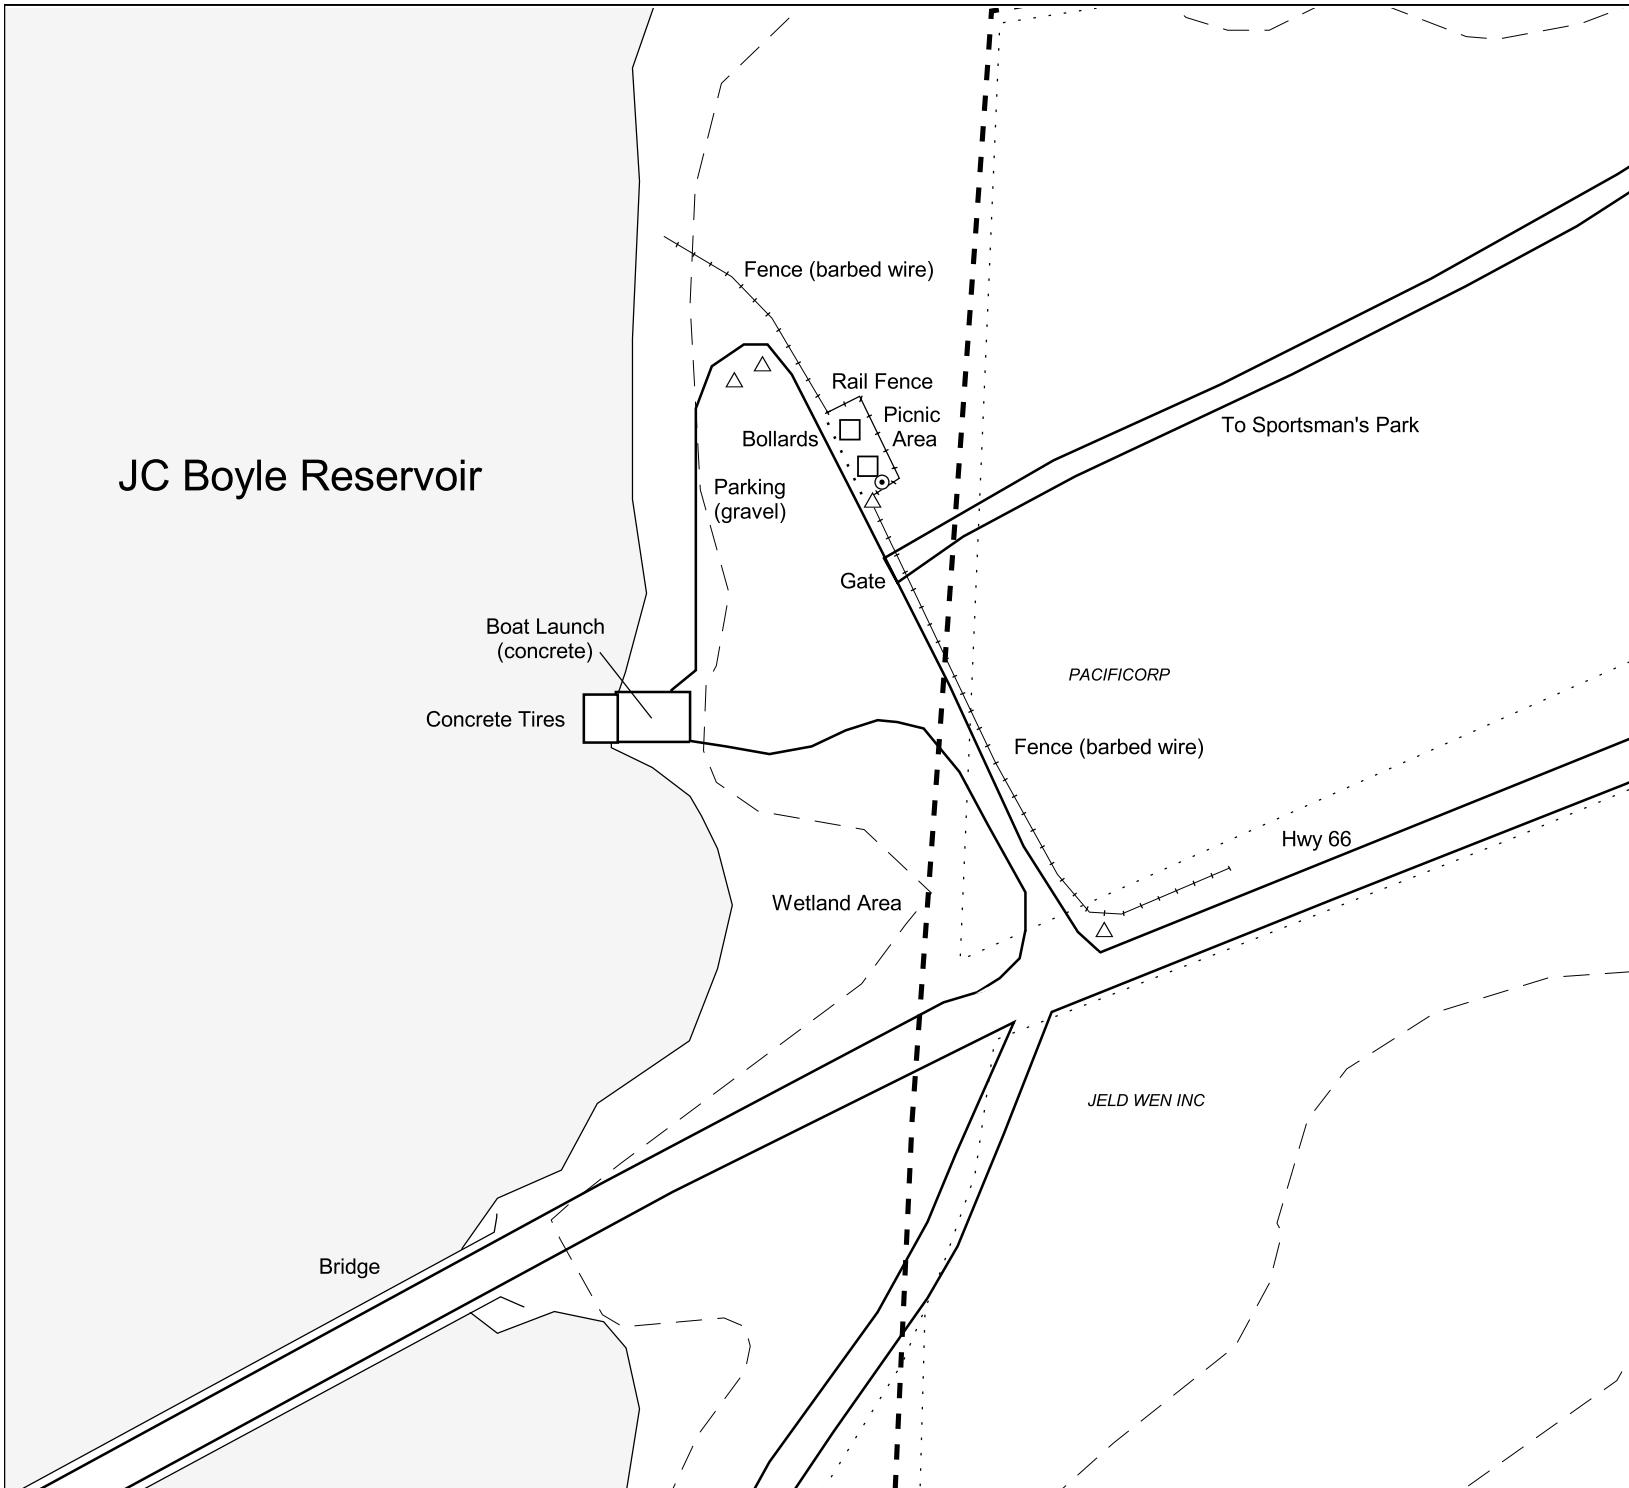 Fence (barbed wire)
Rail Fence
Picnic
Area
To Sportsman's Park
Bollards
JC Boyle Reservoir
Parking
(gravel)
Gate
Boat Launch
(concrete)
PACIFICORP
Concrete Tires
Fence (barbed wire)
Hwy 66
Wetland Area
JELD WEN INC
Bridge